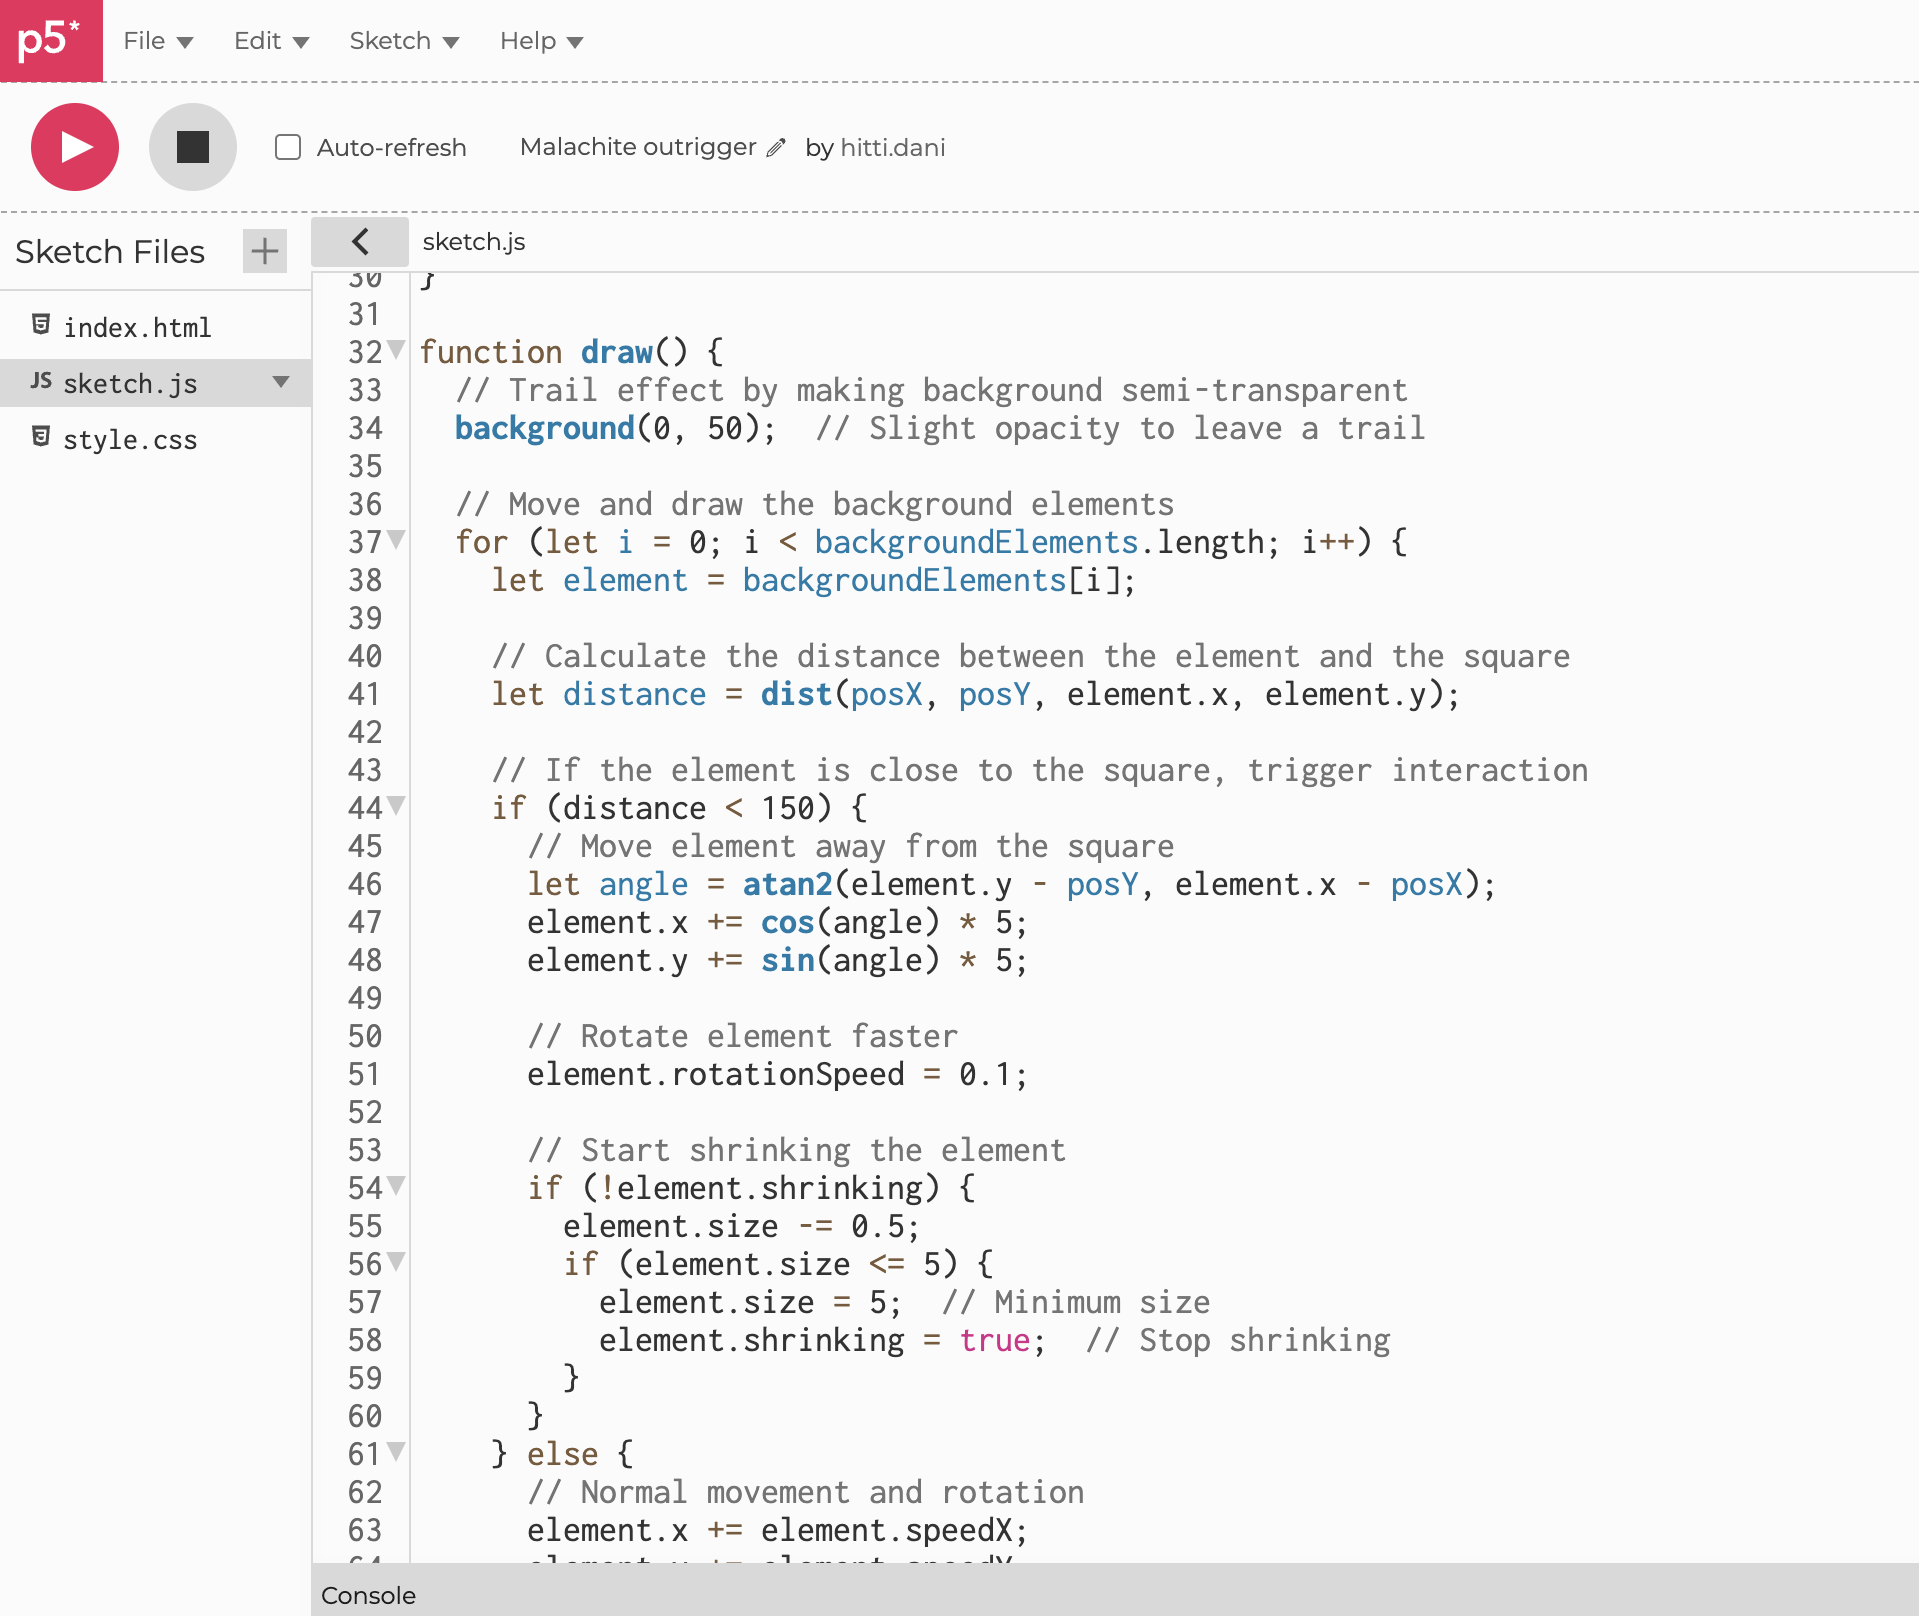 p5*
File Edit Sketch Help
Auto-refresh Malachite outrigger by hitti.dani
Sketch Files + sketch.js
index.html
JS sketch.js
style.css
30 }
31
32 function draw() {
33 // Trail effect by making background semi-transparent
34 background(0, 50);  // Slight opacity to leave a trail
35
36 // Move and draw the background elements
37 for (let i = 0; i < backgroundElements.length; i++) {
38 let element = backgroundElements[i];
39
40 // Calculate the distance between the element and the square
41 let distance = dist(posX, posY, element.x, element.y);
42
43 // If the element is close to the square, trigger interaction
44 if (distance < 150) {
45 // Move element away from the square
46 let angle = atan2(element.y - posY, element.x - posX);
47 element.x += cos(angle) * 5;
48 element.y += sin(angle) * 5;
49
50 // Rotate element faster
51 element.rotationSpeed = 0.1;
52
53 // Start shrinking the element
54 if (!element.shrinking) {
55 element.size -= 0.5;
56 if (element.size <= 5) {
57 element.size = 5;  // Minimum size
58 element.shrinking = true;  // Stop shrinking
59 }
60 }
61 } else {
62 // Normal movement and rotation
63 element.x += element.speedX;
Console